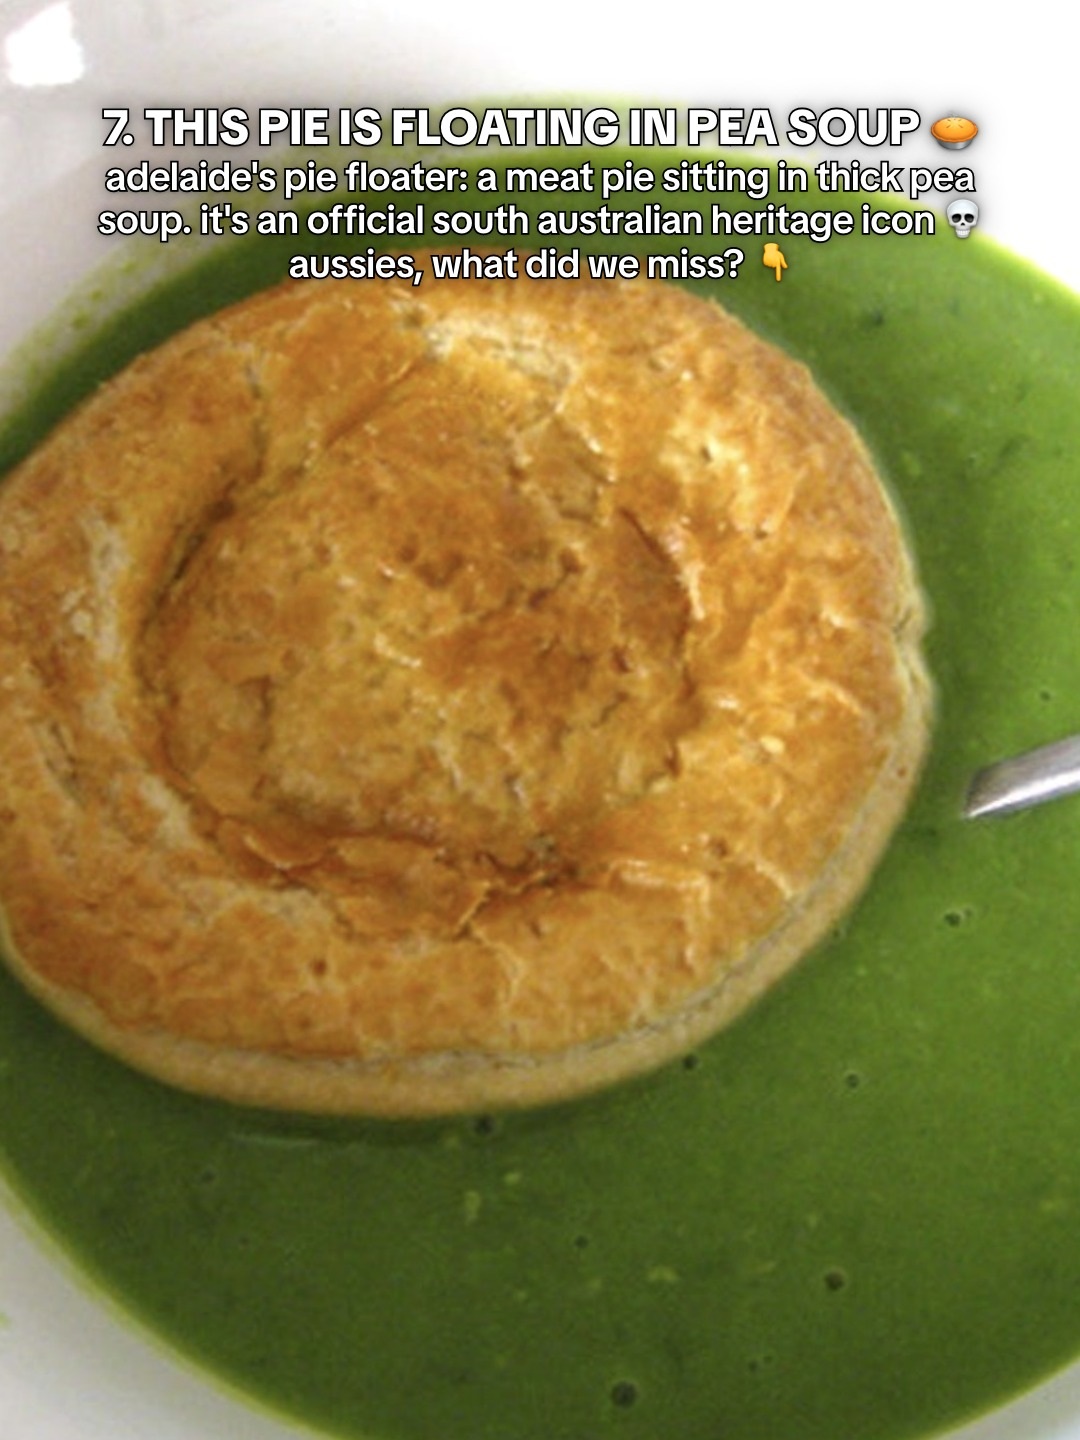 7. THIS PIE IS FLOATING IN PEA SOUP 🥧
adelaide's pie floater: a meat pie sitting in thick pea
soup. it's an official south australian heritage icon 💀
aussies, what did we miss? 👇